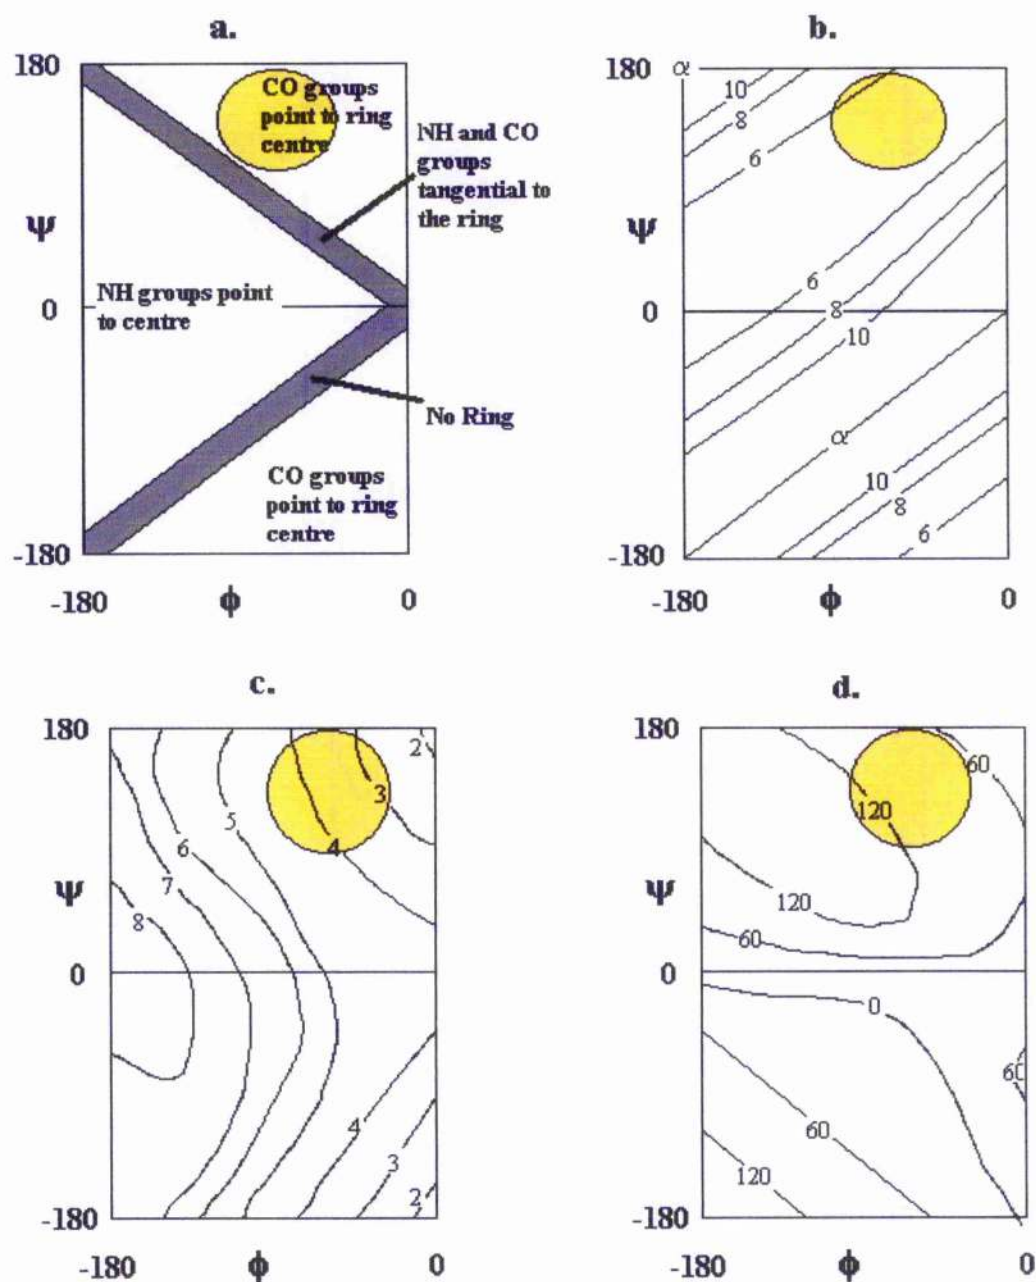 a.
180
CO groups
point to ring
centre
NH and CO
groups
tangential to
the ring
Ψ
NH groups point
to centre
0
No Ring
CO groups
point to ring
centre
-180
-180
ϕ
0
b.
180
α
10
8
6
Ψ
6
0
8
10
α
10
8
6
-180
-180
ϕ
0
c.
180
2
3
5
4
6
7
Ψ
8
0
4
3
2
-180
-180
ϕ
0
d.
180
60
120
Ψ
120
60
0
0
60
60
120
-180
-180
ϕ
0